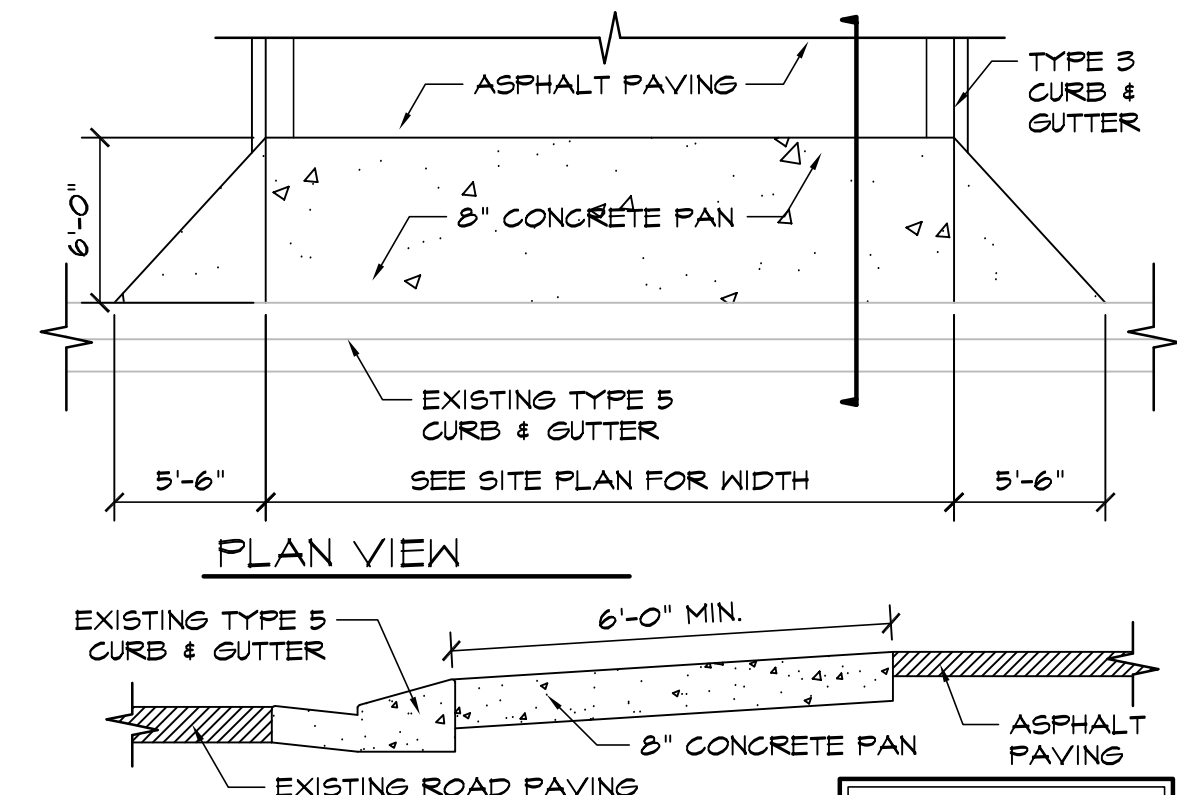 ASPHALT PAVING
TYPE 3
CURB &
GUTTER
6'-0"
8" CONCRETE PAN
EXISTING TYPE 5
CURB & GUTTER
5'-6"
SEE SITE PLAN FOR WIDTH
5'-6"
PLAN VIEW
EXISTING TYPE 5
CURB & GUTTER
6'-0" MIN.
8" CONCRETE PAN
ASPHALT
PAVING
EXISTING ROAD PAVING